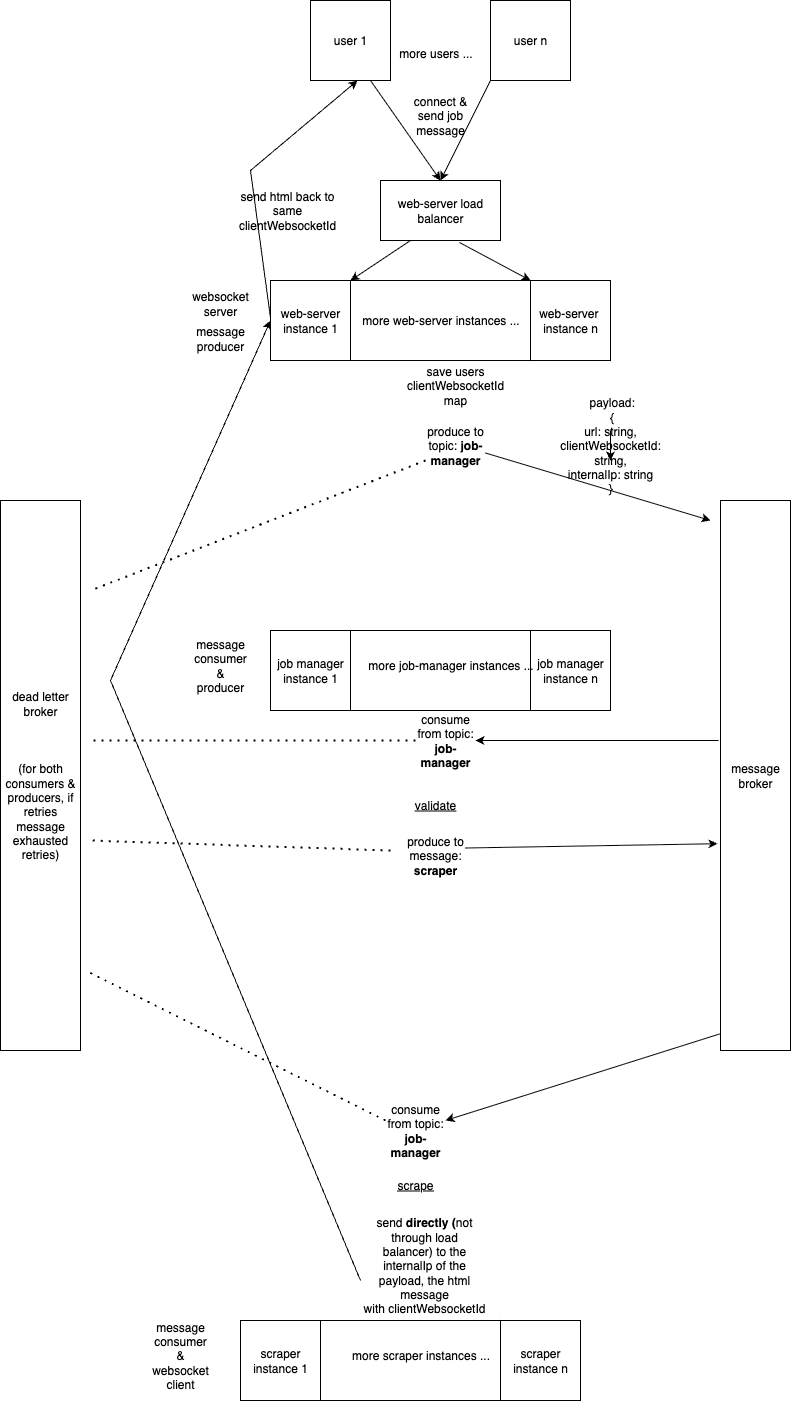 user 1
more users ...
user n
connect &
send job
message
send html back to
same
clientWebsocketId
web-server load
balancer
websocket
server
message
producer
web-server
instance 1
more web-server instances ...
web-server
instance n
save users
clientWebsocketId
map
produce to
topic: job-
manager
payload:
{
url: string,
clientWebsocketId:
string,
internalIp: string
}
message
consumer
&
producer
job manager
instance 1
more job-manager instances ...
job manager
instance n
dead letter
broker
(for both
consumers &
producers, if
retries
message
exhausted
retries)
consume
from topic:
job-
manager
message
broker
validate
produce to
message:
scraper
consume
from topic:
job-
manager
scrape
send directly (not
through load
balancer) to the
internalIp of the
payload, the html
message
with clientWebsocketId
message
consumer
&
websocket
client
scraper
instance 1
more scraper instances ...
scraper
instance n